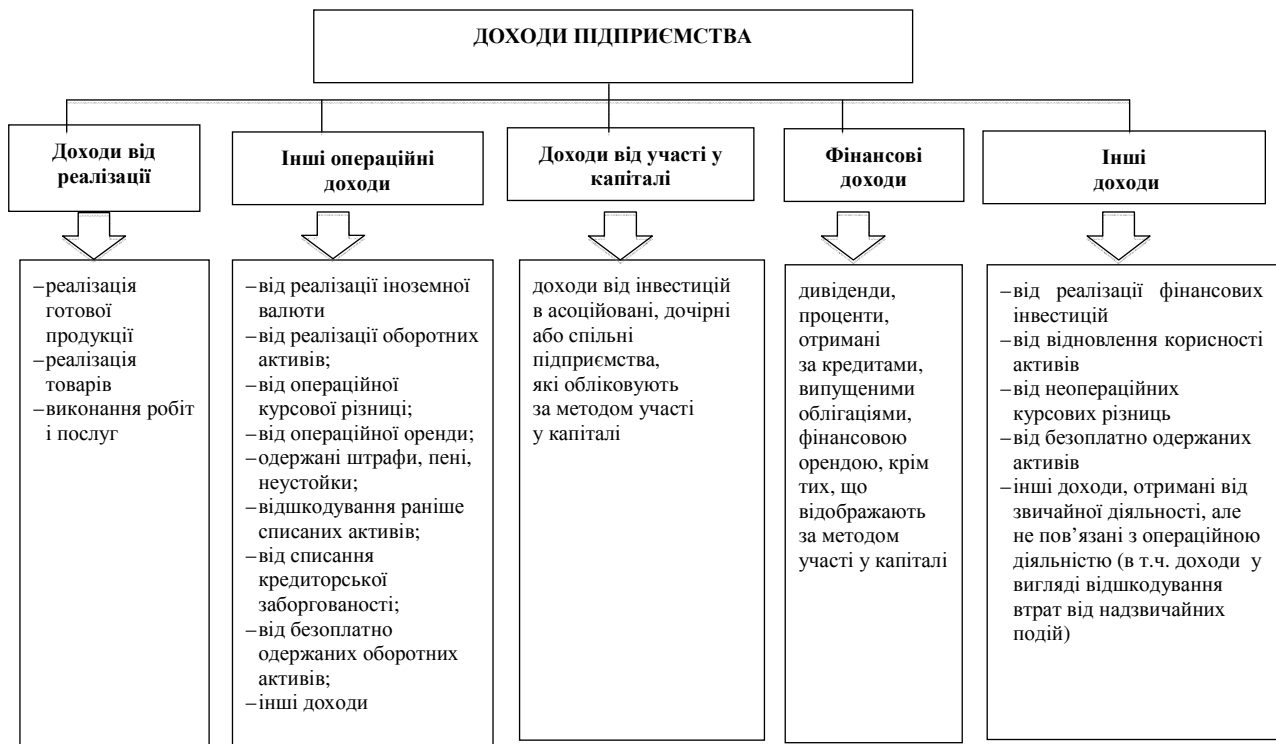 ДОХОДИ ПІДПРИЄМСТВА
Доходи від
реалізації
Інші операційні
доходи
Доходи від участі у
капіталі
Фінансові
доходи
Інші
доходи
–реалізація
готової
продукції
–реалізація
товарів
–виконання робіт
і послуг
–від реалізації іноземної
валюти
–від реалізації оборотних
активів;
–від операційної
курсової різниці;
–від операційної оренди;
–одержані штрафи, пені,
неустойки;
–відшкодування раніше
списаних активів;
–від списання
кредиторської
заборгованості;
–від безоплатно
одержаних оборотних
активів;
–інші доходи
доходи від інвестицій
в асоційовані, дочірні
або спільні
підприємства,
які обліковують
за методом участі
у капіталі
дивіденди,
проценти,
отримані
за кредитами,
випущеними
облігаціями,
фінансовою
орендою, крім
тих, що
відображають
за методом
участі у капіталі
–від реалізації фінансових
інвестицій
–від відновлення корисності
активів
–від неопераційних
курсових різниць
–від безоплатно одержаних
активів
–інші доходи, отримані від
звичайної діяльності, але
не пов’язані з операційною
діяльністю (в т.ч. доходи у
вигляді відшкодування
втрат від надзвичайних
подій)